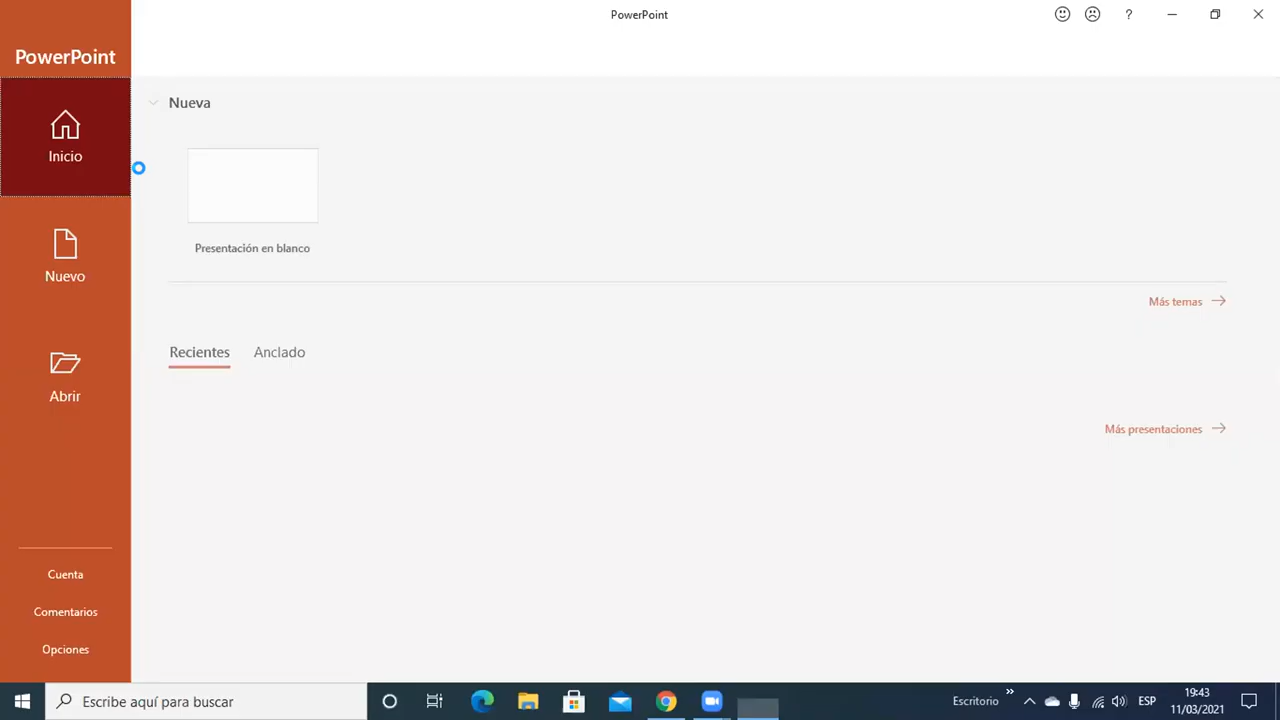 PowerPoint
?
PowerPoint
Inicio
Nuevo
Abrir
Cuenta
Comentarios
Opciones
Nueva
Presentación en blanco
Más temas
Recientes Anclado
Más presentaciones
Escribe aquí para buscar
Escritorio
ESP
19:43
11/03/2021